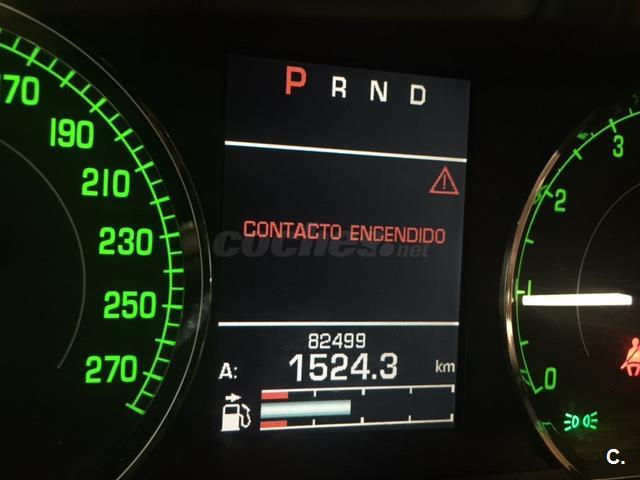 170
190
210
230
250
270
P R N D
CONTACTO ENCENDIDO
coches.net
82499
A: 1524.3 km
3
2
1
0
C.